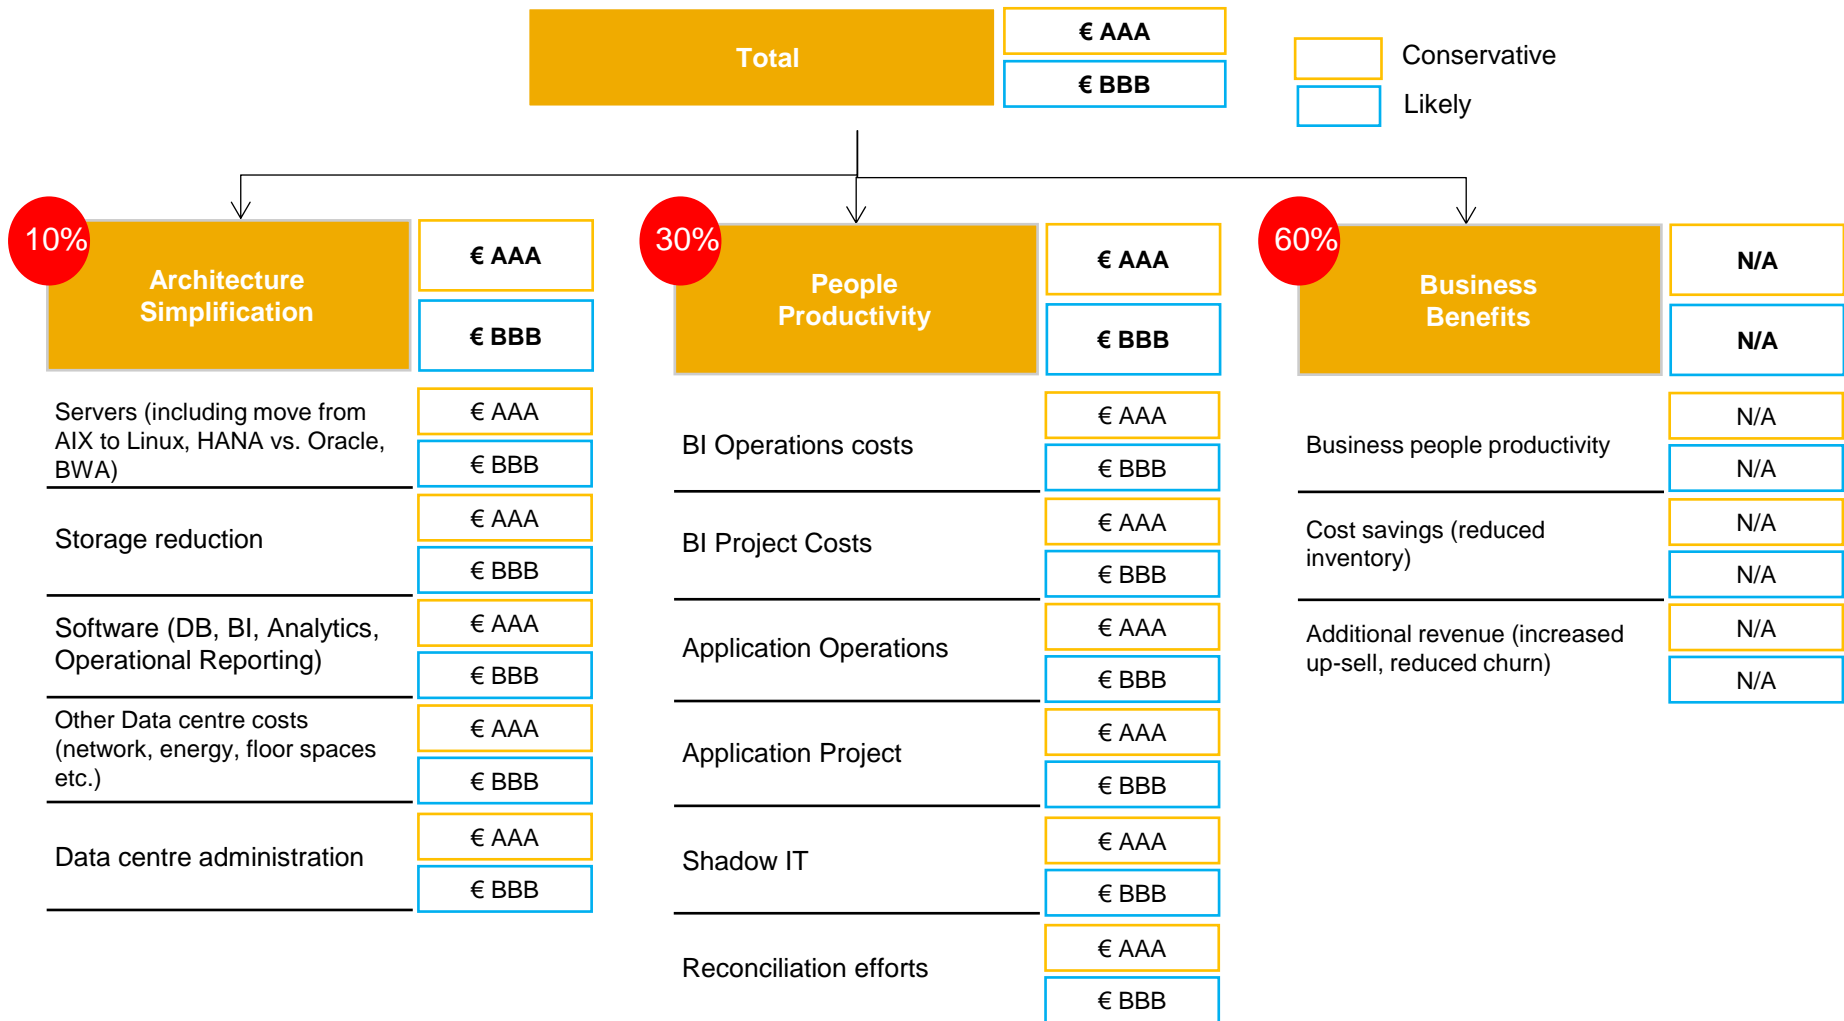 Total
€ AAA
€ BBB
Conservative
Likely
10%
Architecture
Simplification
€ AAA
€ BBB
Servers (including move from
AIX to Linux, HANA vs. Oracle,
BWA)
€ AAA
€ BBB
Storage reduction
€ AAA
€ BBB
Software (DB, BI, Analytics,
Operational Reporting)
€ AAA
€ BBB
Other Data centre costs
(network, energy, floor spaces
etc.)
€ AAA
€ BBB
Data centre administration
€ AAA
€ BBB
30%
People
Productivity
€ AAA
€ BBB
BI Operations costs
€ AAA
€ BBB
BI Project Costs
€ AAA
€ BBB
Application Operations
€ AAA
€ BBB
Application Project
€ AAA
€ BBB
Shadow IT
€ AAA
€ BBB
Reconciliation efforts
€ AAA
€ BBB
60%
Business
Benefits
N/A
N/A
Business people productivity
N/A
N/A
Cost savings (reduced
inventory)
N/A
N/A
Additional revenue (increased
up-sell, reduced churn)
N/A
N/A